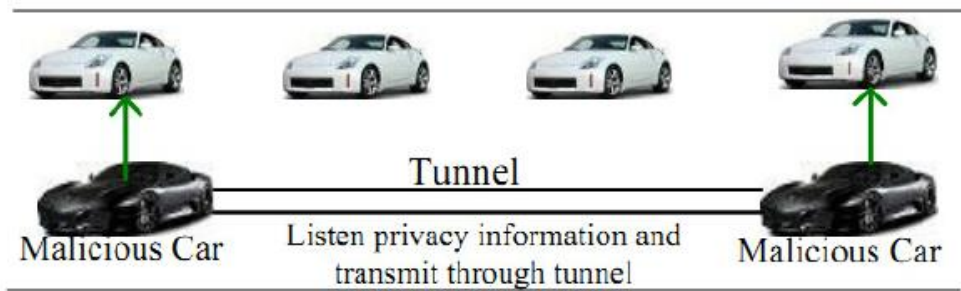 Tunnel
Malicious Car
Listen privacy information and
transmit through tunnel
Malicious Car